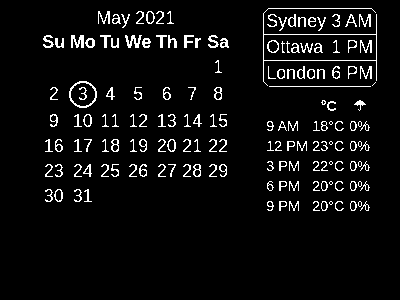 May 2021
Su Mo Tu We Th Fr Sa
1
2 3 4 5 6 7 8
9 10 11 12 13 14 15
16 17 18 19 20 21 22
23 24 25 26 27 28 29
30 31
Sydney 3 AM
Ottawa 1 PM
London 6 PM
°C ☂
9 AM 18°C 0%
12 PM 23°C 0%
3 PM 22°C 0%
6 PM 20°C 0%
9 PM 20°C 0%